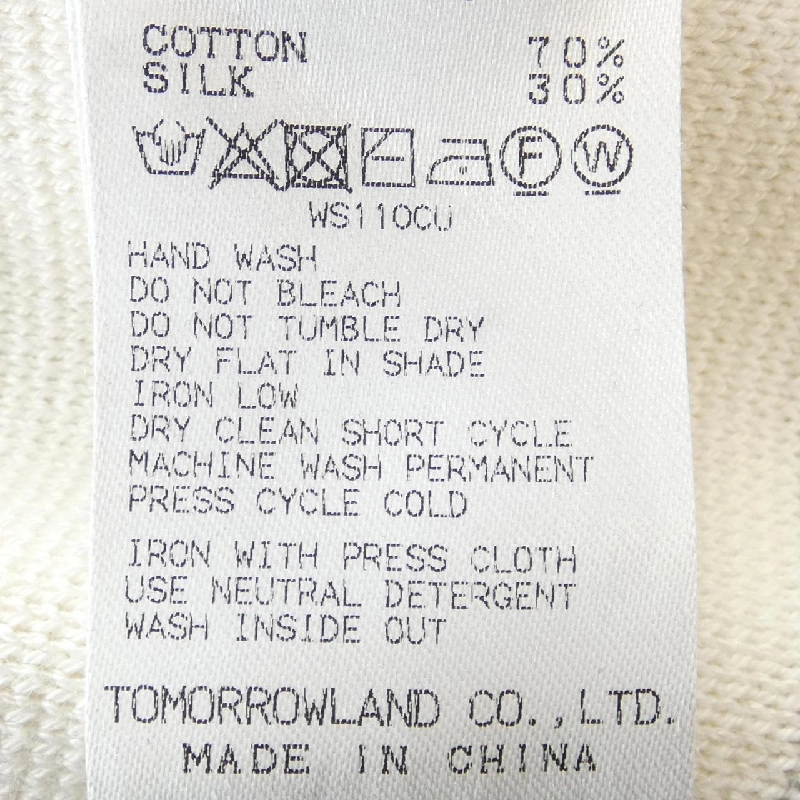 COTTON 70%
SILK 30%
F W
WS110CU
HAND WASH
DO NOT BLEACH
DO NOT TUMBLE DRY
DRY FLAT IN SHADE
IRON LOW
DRY CLEAN SHORT CYCLE
MACHINE WASH PERMANENT
PRESS CYCLE COLD
IRON WITH PRESS CLOTH
USE NEUTRAL DETERGENT
WASH INSIDE OUT
TOMORROWLAND CO.,LTD.
MADE IN CHINA